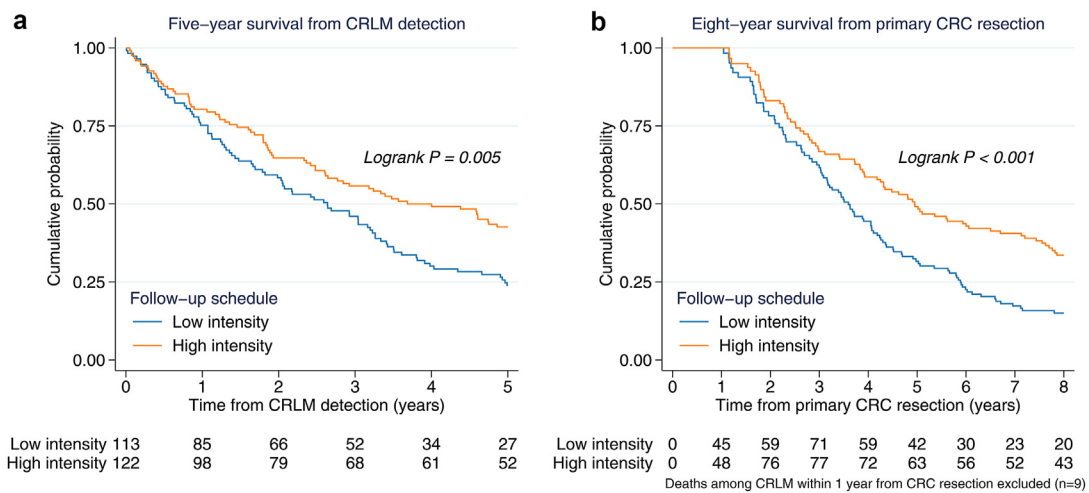 a
Five−year survival from CRLM detection
1.00
0.75
0.50
0.25
0.00
Cumulative probability
Logrank P = 0.005
Follow−up schedule
Low intensity
High intensity
0 1 2 3 4 5
Time from CRLM detection (years)
Low intensity 113 85 66 52 34 27
High intensity 122 98 79 68 61 52
b
Eight−year survival from primary CRC resection
1.00
0.75
0.50
0.25
0.00
Cumulative probability
Logrank P < 0.001
Follow−up schedule
Low intensity
High intensity
0 1 2 3 4 5 6 7 8
Time from primary CRC resection (years)
Low intensity 0 45 59 71 59 42 30 23 20
High intensity 0 48 76 77 72 63 56 52 43
Deaths among CRLM within 1 year from CRC resection excluded (n=9)